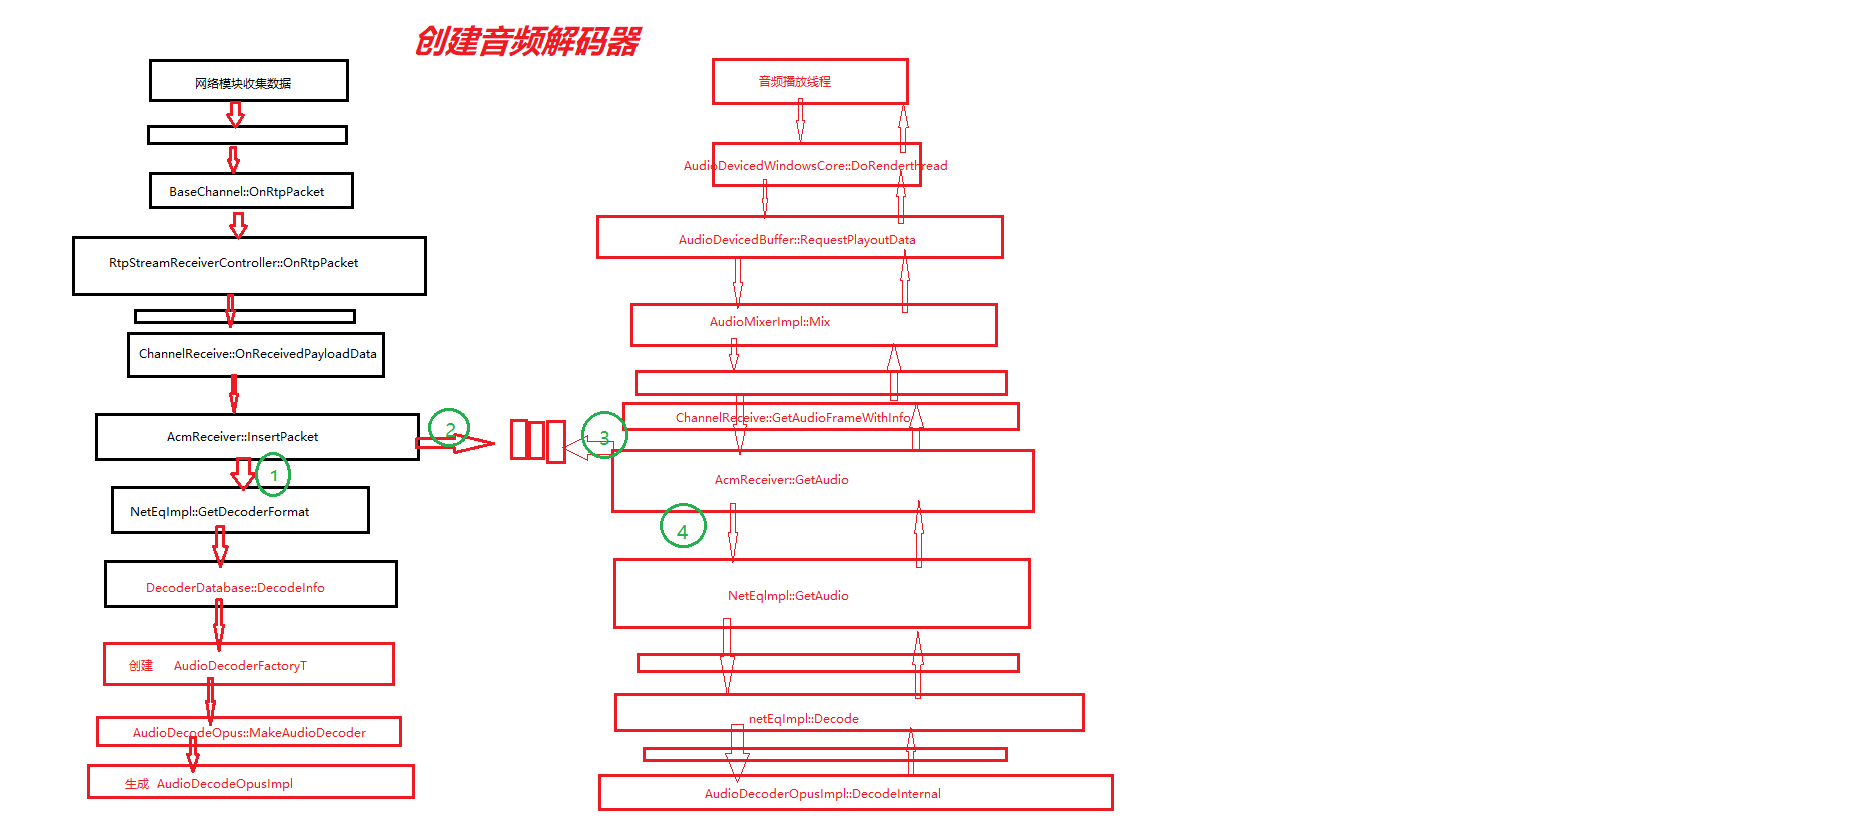 创建音频解码器
网络模块收集数据
BaseChannel::OnRtpPacket
RtpStreamReceiverController::OnRtpPacket
ChannelReceive::OnReceivedPayloadData
AcmReceiver::InsertPacket
2
1
NetEqImpl::GetDecoderFormat
DecoderDatabase::DecodeInfo
创建 AudioDecoderFactoryT
AudioDecodeOpus::MakeAudioDecoder
生成 AudioDecodeOpusImpl
音频播放线程
AudioDevicedWindowsCore::DoRenderthread
AudioDevicedBuffer::RequestPlayoutData
AudioMixerImpl::Mix
ChannelReceive::GetAudioFrameWithInfo
3
AcmReceiver::GetAudio
4
NetEqImpl::GetAudio
netEqImpl::Decode
AudioDecoderOpusImpl::DecodeInternal